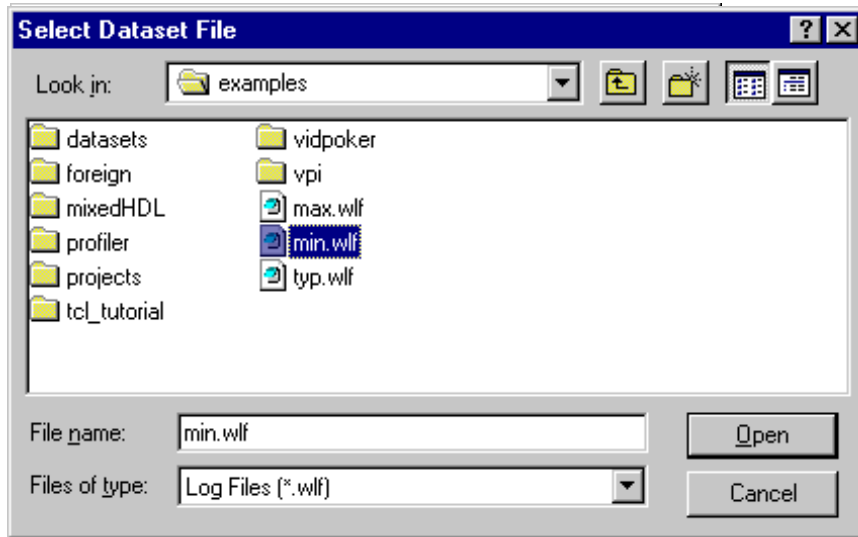 Select Dataset File
Look in: examples
datasets vidpoker
foreign vpi
mixedHDL max.wlf
profiler min.wlf
projects typ.wlf
tcl_tutorial
File name: min.wlf Open
Files of type: Log Files (*.wlf) Cancel